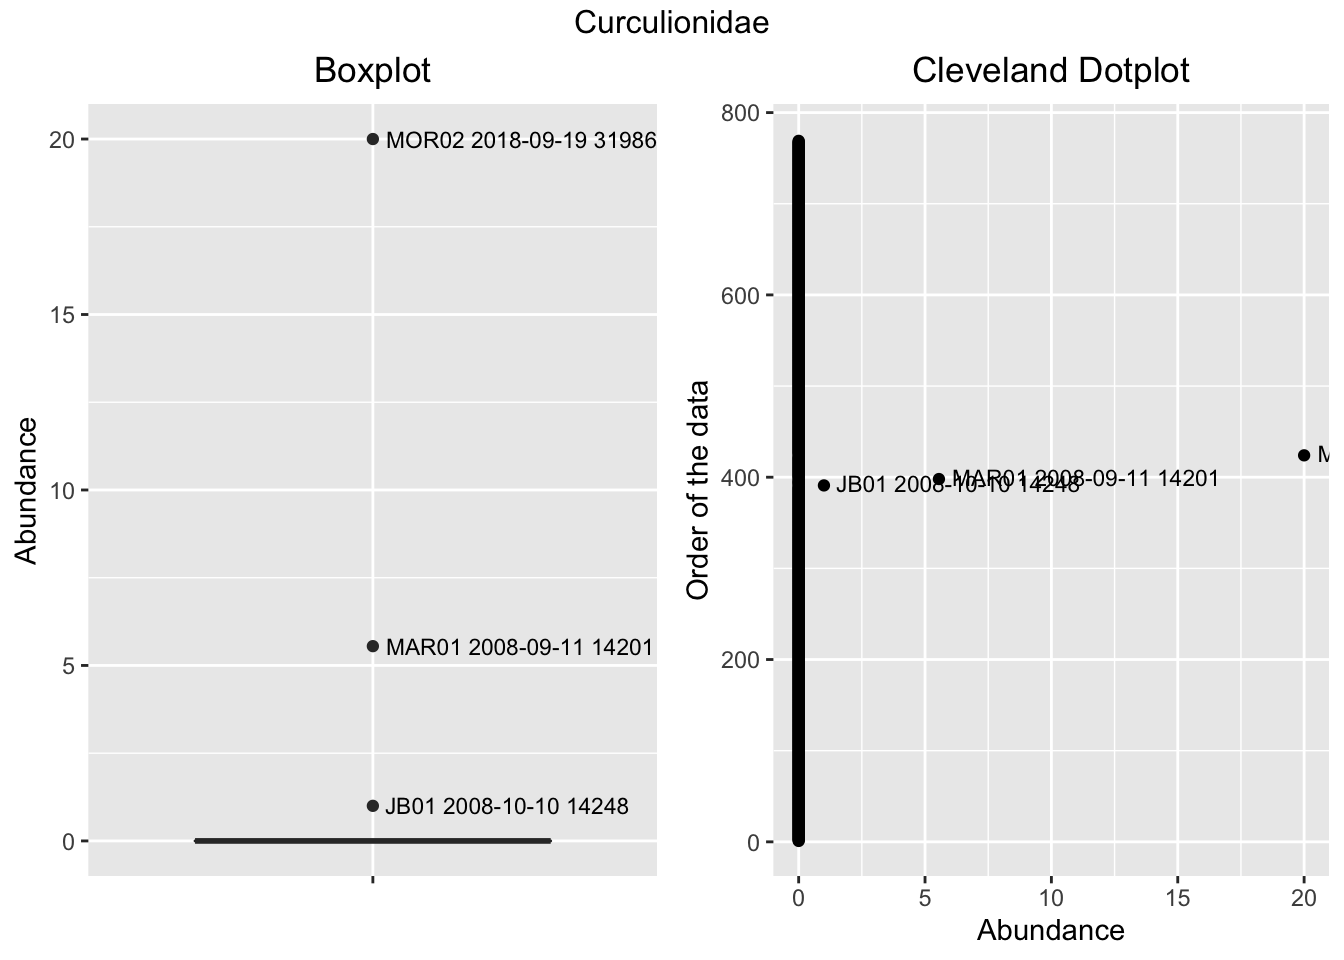 Curculionidae
Boxplot
Abundance
20
15
10
5
0
MOR02 2018-09-19 31986
MAR01 2008-09-11 14201
JB01 2008-10-10 14248
Cleveland Dotplot
Order of the data
800
600
400
200
0
M
MAR01 2008-09-11 14201
JB01 2008-10-10 14248
0 5 10 15 20
Abundance